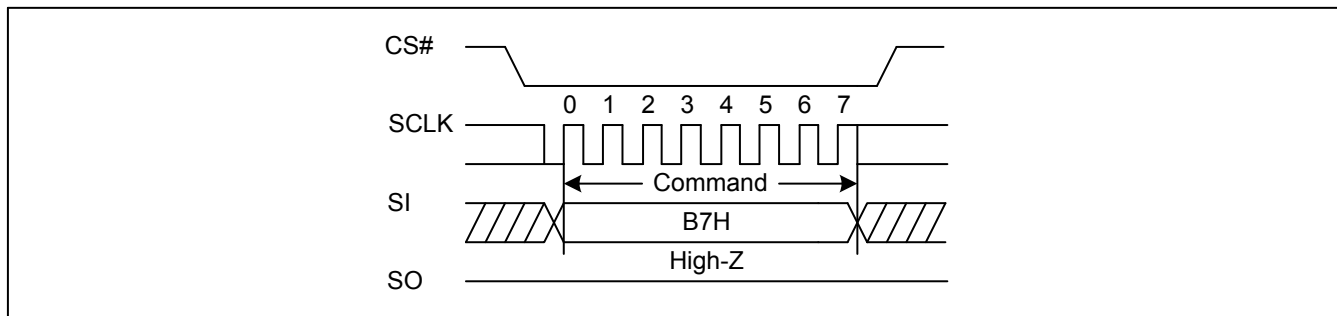 CS#
0 1 2 3 4 5 6 7
SCLK
Command
SI
B7H
High-Z
SO